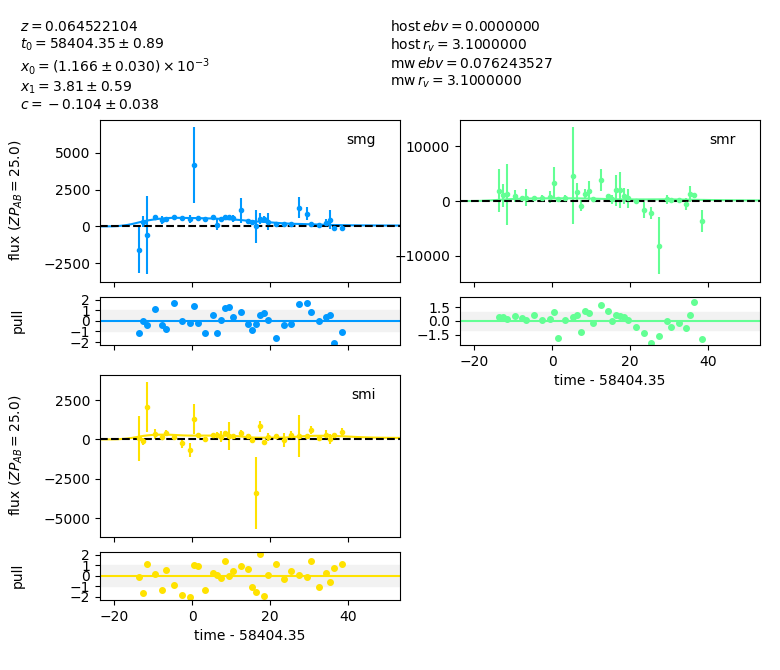 z = 0.064522104
t₀ = 58404.35 ± 0.89
x₀ = (1.166 ± 0.030) × 10⁻³
x₁ = 3.81 ± 0.59
c = −0.104 ± 0.038
host ebv = 0.0000000
host r_v = 3.1000000
mw ebv = 0.076243527
mw r_v = 3.1000000
smg
5000
2500
0
−2500
flux (ZP_AB = 25.0)
2
1
0
−1
−2
pull
smr
10000
0
−10000
1.5
0.0
−1.5
−20
0
20
40
time - 58404.35
smi
2500
0
−2500
−5000
flux (ZP_AB = 25.0)
2
1
0
−1
−2
pull
−20
0
20
40
time - 58404.35